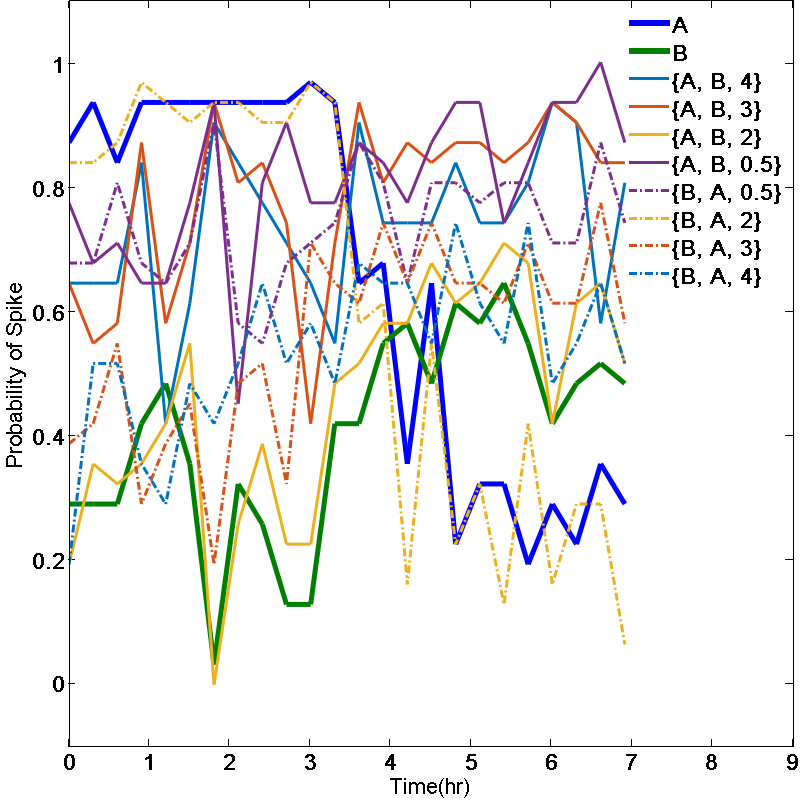 A
B
{A, B, 4}
{A, B, 3}
{A, B, 2}
{A, B, 0.5}
{B, A, 0.5}
{B, A, 2}
{B, A, 3}
{B, A, 4}
Probability of Spike
1
0.8
0.6
0.4
0.2
0
0 1 2 3 4 5 6 7 8 9
Time(hr)